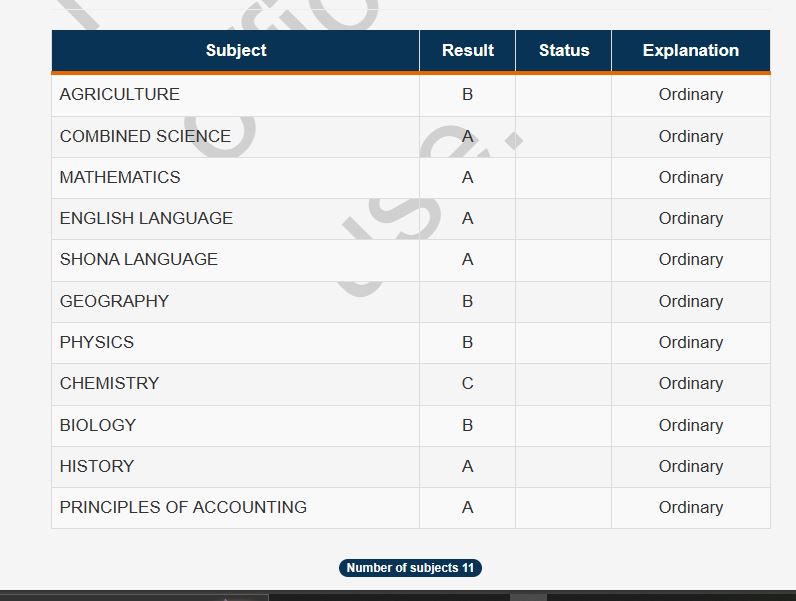 Subject Result Status Explanation
AGRICULTURE B Ordinary
COMBINED SCIENCE A Ordinary
MATHEMATICS A Ordinary
ENGLISH LANGUAGE A Ordinary
SHONA LANGUAGE A Ordinary
GEOGRAPHY B Ordinary
PHYSICS B Ordinary
CHEMISTRY C Ordinary
BIOLOGY B Ordinary
HISTORY A Ordinary
PRINCIPLES OF ACCOUNTING A Ordinary
Number of subjects 11